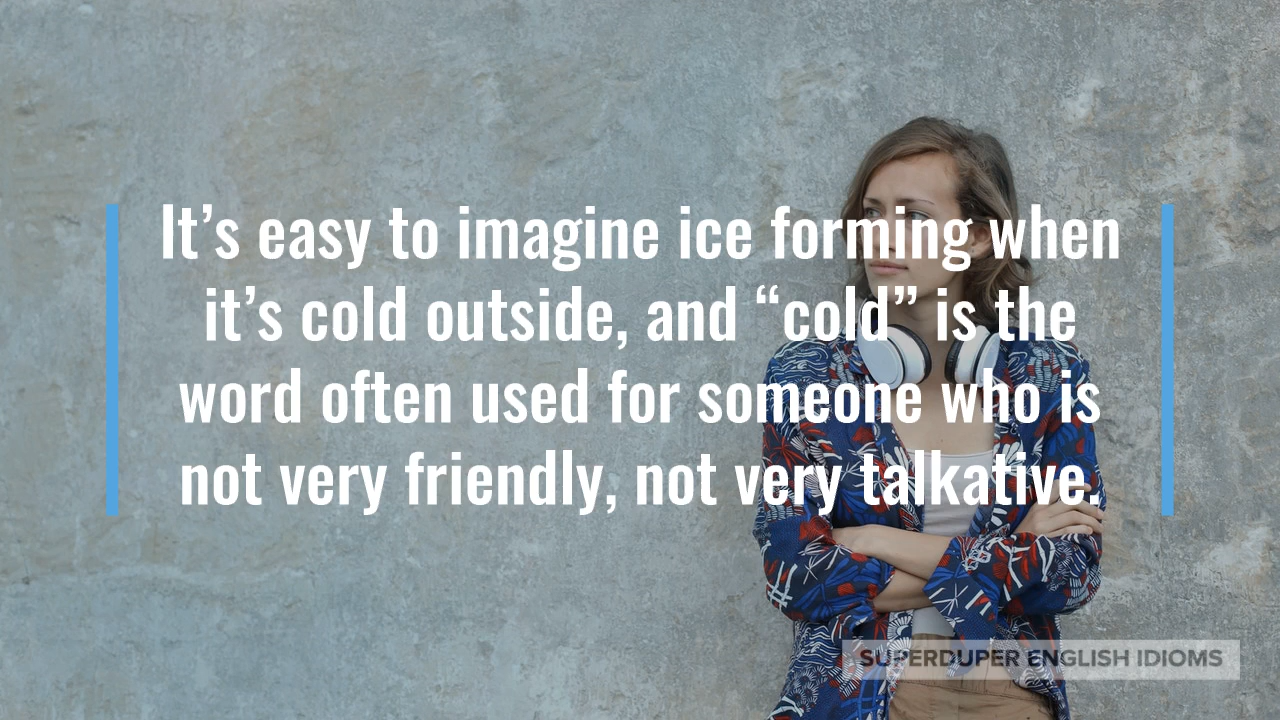 It’s easy to imagine ice forming when
it’s cold outside, and “cold” is the
word often used for someone who is
not very friendly, not very talkative.
SUPERDUPER ENGLISH IDIOMS